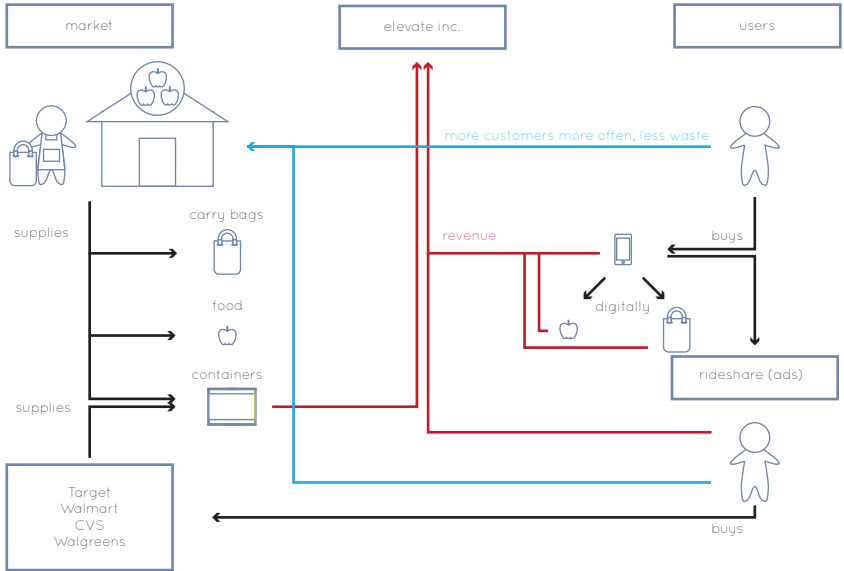 market
elevate inc.
users
more customers more often, less waste
supplies
carry bags
revenue
buys
food
digitally
containers
rideshare (ads)
supplies
Target
Walmart
CVS
Walgreens
buys